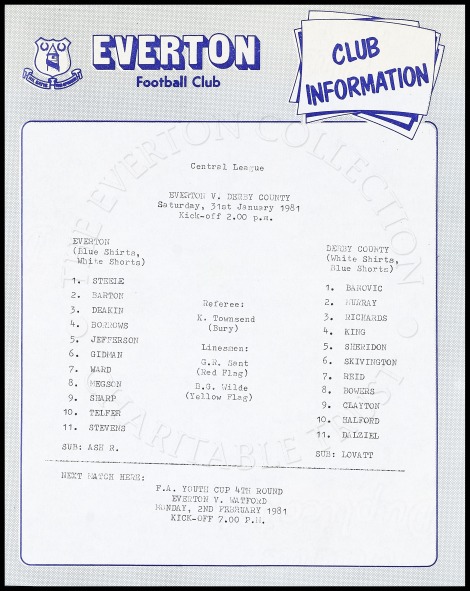 EVERTON
Football Club
CLUB
INFORMATION
Central League
EVERTON V. DERBY COUNTY
Saturday, 31st January 1981
Kick-off 2.00 p.m.
EVERTON
(Blue Shirts,
White Shorts)
1. STEELE
2. BARTON
3. DEAKIN
4. BORROWS
5. JEFFERSON
6. GIDMAN
7. WARD
8. MEGSON
9. SHARP
10. TELFER
11. STEVENS
SUB: ASH R.
Referee:
K. Townsend
(Bury)
Linesmen:
G.R. Sant
(Red Flag)
B.G. Wilde
(Yellow Flag)
DERBY COUNTY
(White Shirts,
Blue Shorts)
1. BANOVIC
2. MURRAY
3. RICHARDS
4. KING
5. SHERIDON
6. SKIVINGTON
7. REID
8. BOWERS
9. CLAYTON
10. HALFORD
11. DALZIEL
SUB: LOVATT
NEXT MATCH HERE:
F.A. YOUTH CUP 4TH ROUND
EVERTON V. WATFORD
MONDAY, 2ND FEBRUARY 1981
KICK-OFF 7.00 P.M.
THE EVERTON COLLECTION
CHARITABLE TRUST